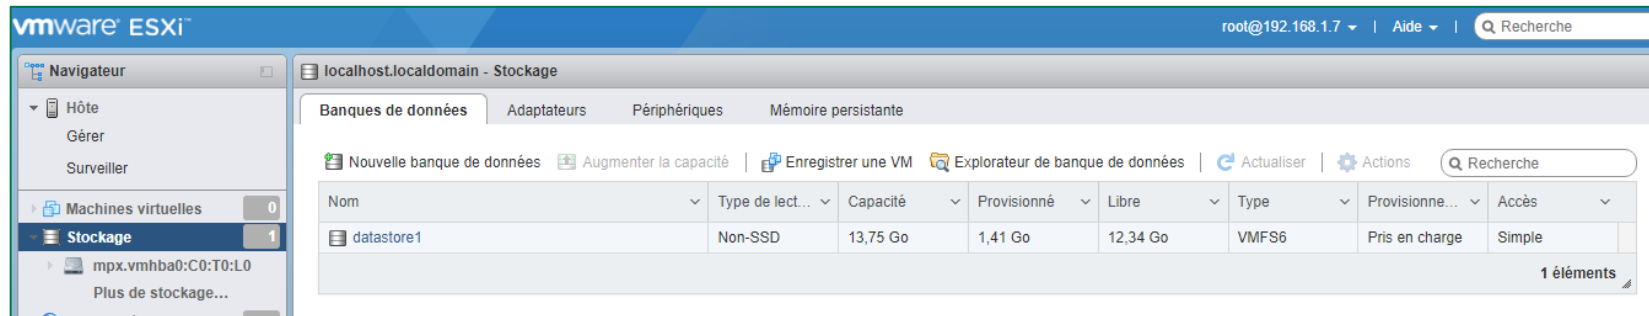 vmware ESXi™
root@192.168.1.7 | Aide | Recherche
Navigateur
Hôte
Gérer
Surveiller
Machines virtuelles 0
Stockage 1
mpx.vmhba0:C0:T0:L0
Plus de stockage...
localhost.localdomain - Stockage
Banques de données Adaptateurs Périphériques Mémoire persistante
Nouvelle banque de données Augmenter la capacité | Enregistrer une VM Explorateur de banque de données | Actualiser | Actions Recherche
Nom Type de lect... Capacité Provisionné Libre Type Provisionne... Accès
datastore1 Non-SSD 13,75 Go 1,41 Go 12,34 Go VMFS6 Pris en charge Simple
1 éléments